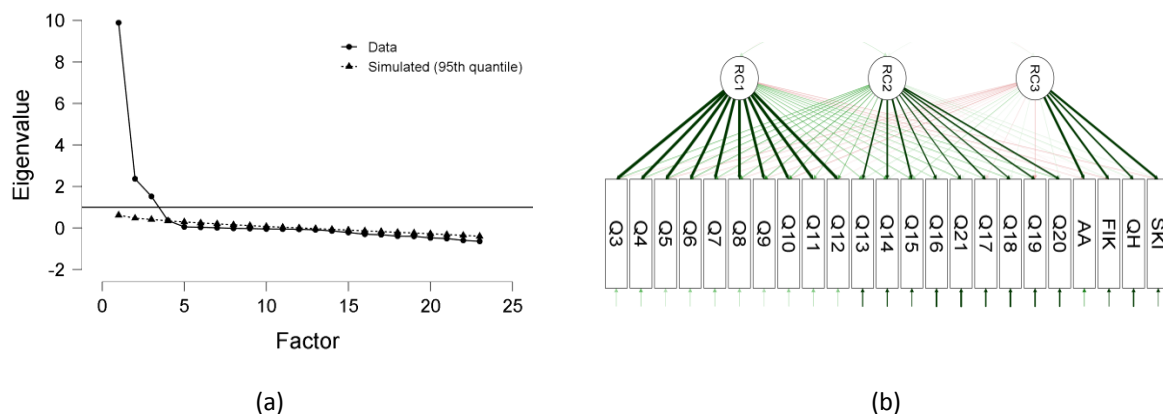 10
8
6
4
2
0
-2
Eigenvalue
Data
Simulated (95th quantile)
0 5 10 15 20 25
Factor
(a)
RC1 RC2 RC3
Q3 Q4 Q5 Q6 Q7 Q8 Q9 Q10 Q11 Q12 Q13 Q14 Q15 Q16 Q21 Q17 Q18 Q19 Q20 AA FIK QH SKI
(b)